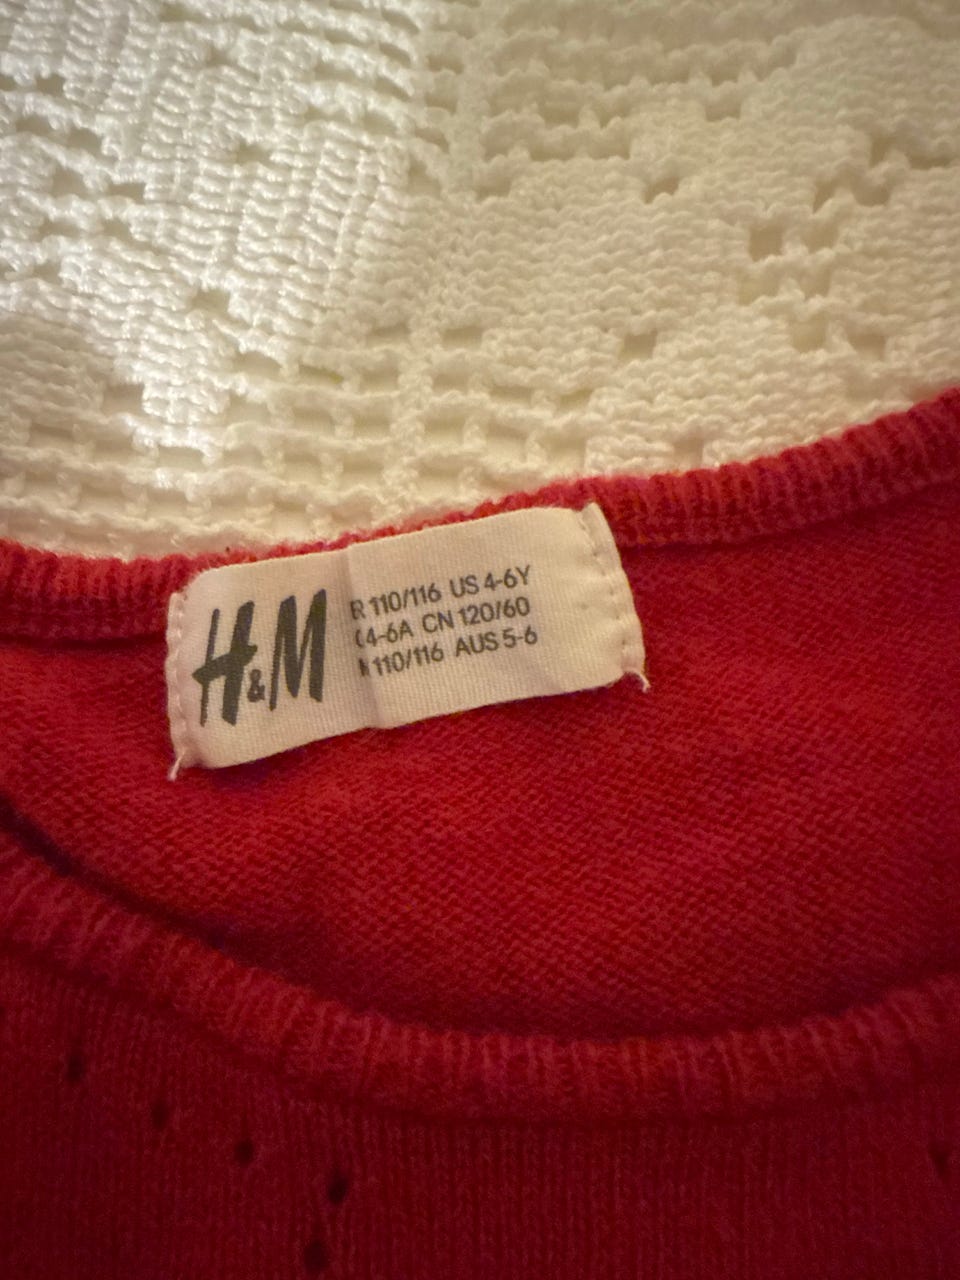 H&M
R 110/116 US 4-6Y
4-6A CN 120/60
110/116 AUS 5-6